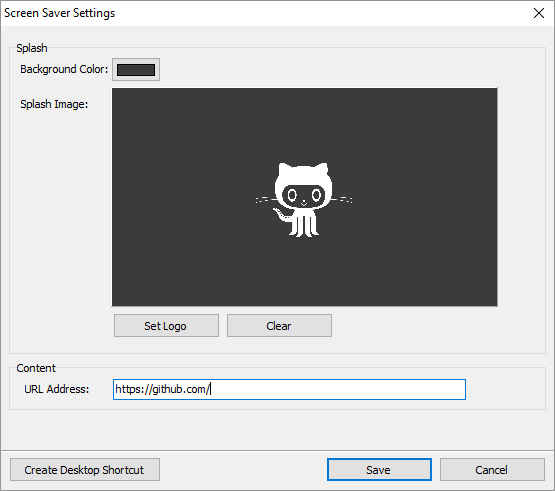 Screen Saver Settings
Splash
Background Color:
Splash Image:
Set Logo Clear
Content
URL Address: https://github.com/
Create Desktop Shortcut Save Cancel